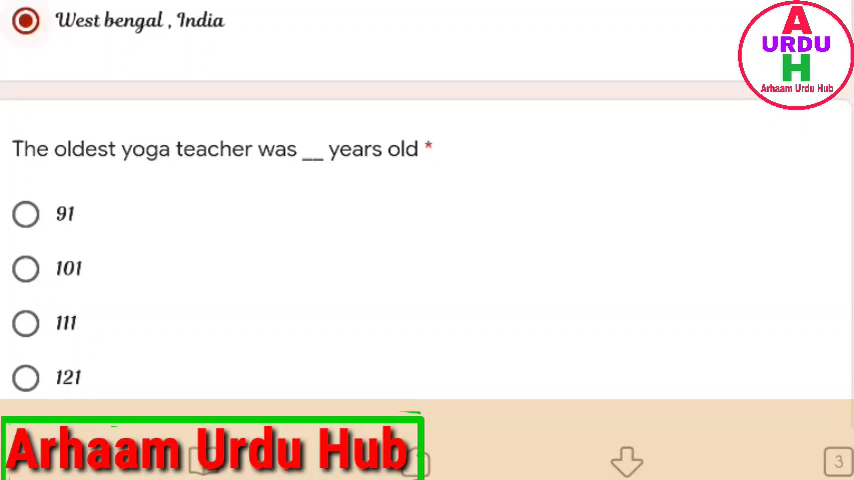 West bengal , India
A
URDU
H
Arhaam Urdu Hub
The oldest yoga teacher was __ years old *
91
101
111
121
Arhaam Urdu Hub
3